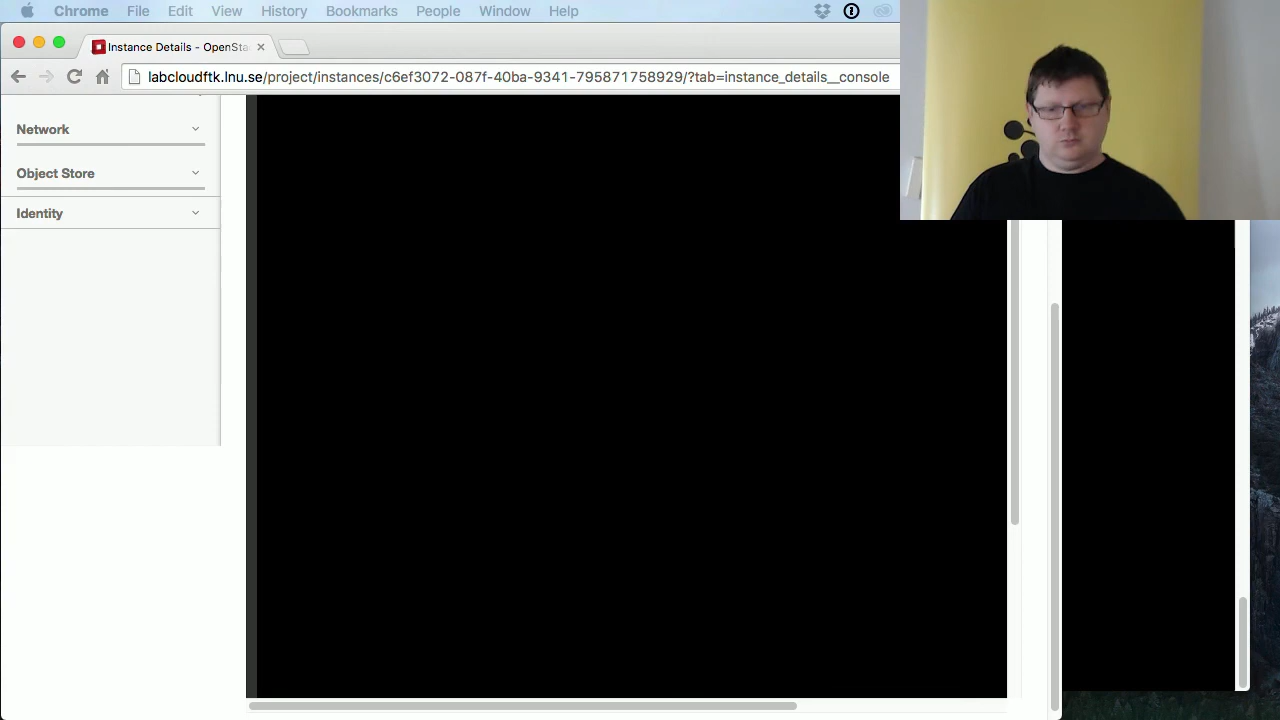 Chrome File Edit View History Bookmarks People Window Help
Instance Details - OpenSta
labcloudftk.lnu.se/project/instances/c6ef3072-087f-40ba-9341-795871758929/?tab=instance_details__console
Network
Object Store
Identity